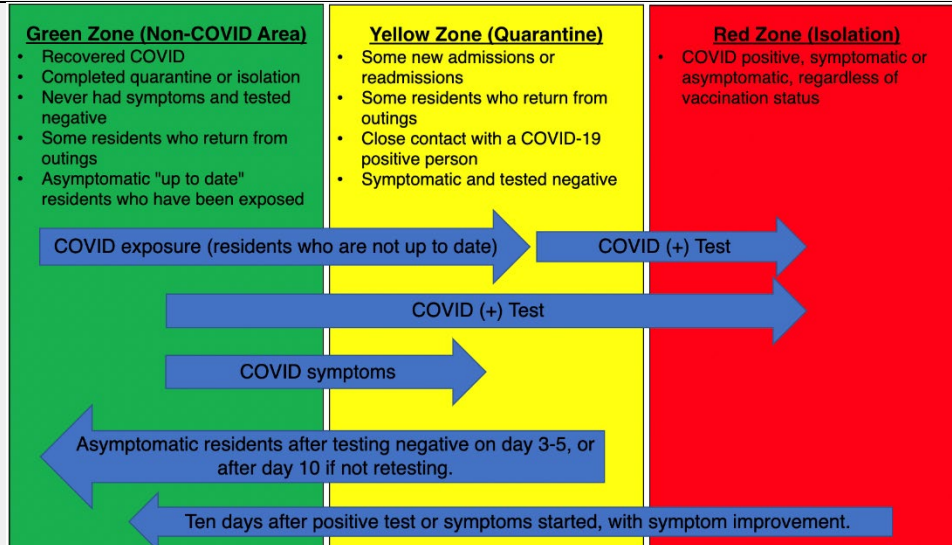 Green Zone (Non-COVID Area)
• Recovered COVID
• Completed quarantine or isolation
• Never had symptoms and tested
negative
• Some residents who return from
outings
• Asymptomatic "up to date"
residents who have been exposed
Yellow Zone (Quarantine)
• Some new admissions or
readmissions
• Some residents who return from
outings
• Close contact with a COVID-19
positive person
• Symptomatic and tested negative
Red Zone (Isolation)
• COVID positive, symptomatic or
asymptomatic, regardless of
vaccination status
COVID exposure (residents who are not up to date)
COVID (+) Test
COVID (+) Test
COVID symptoms
Asymptomatic residents after testing negative on day 3-5, or
after day 10 if not retesting.
Ten days after positive test or symptoms started, with symptom improvement.